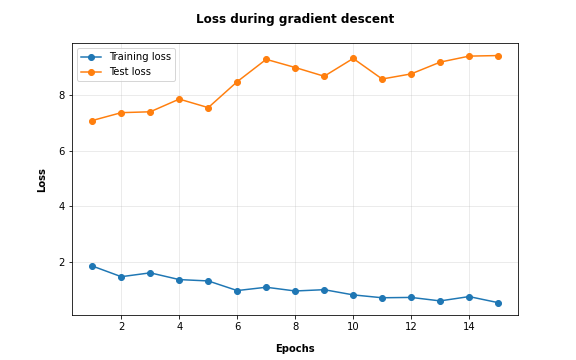 Loss during gradient descent
Training loss
Test loss
8
6
4
2
Loss
2 4 6 8 10 12 14
Epochs